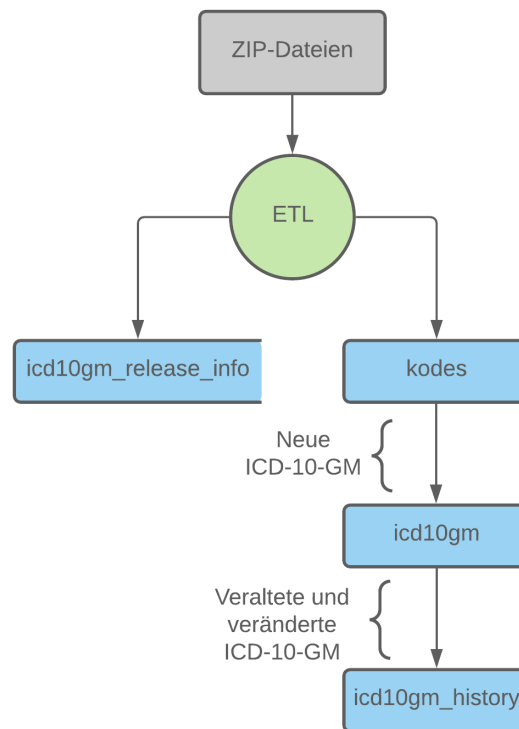 ZIP-Dateien
ETL
icd10gm_release_info
kodes
Neue
ICD-10-GM
icd10gm
Veraltete und
veränderte
ICD-10-GM
icd10gm_history